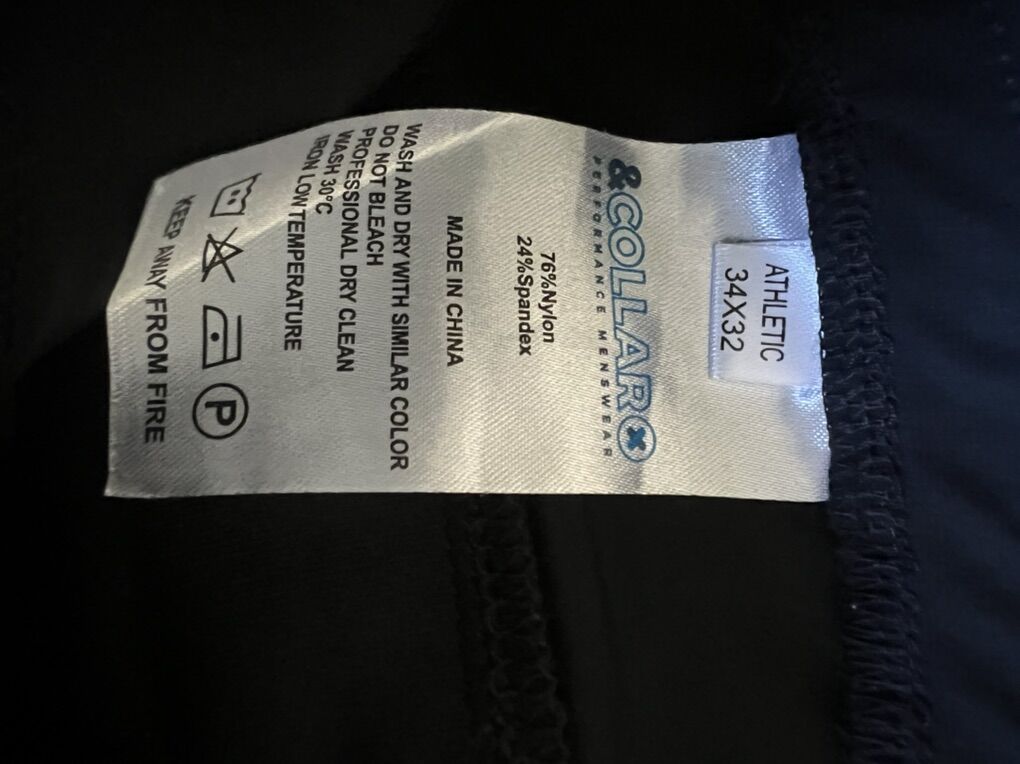 ATHLETIC
34X32
&COLLAR
PERFORMANCE MENSWEAR
76%Nylon
24%Spandex
MADE IN CHINA
WASH AND DRY WITH SIMILAR COLOR
DO NOT BLEACH
PROFESSIONAL DRY CLEAN
WASH 30°C
IRON LOW TEMPERATURE
P
KEEP AWAY FROM FIRE